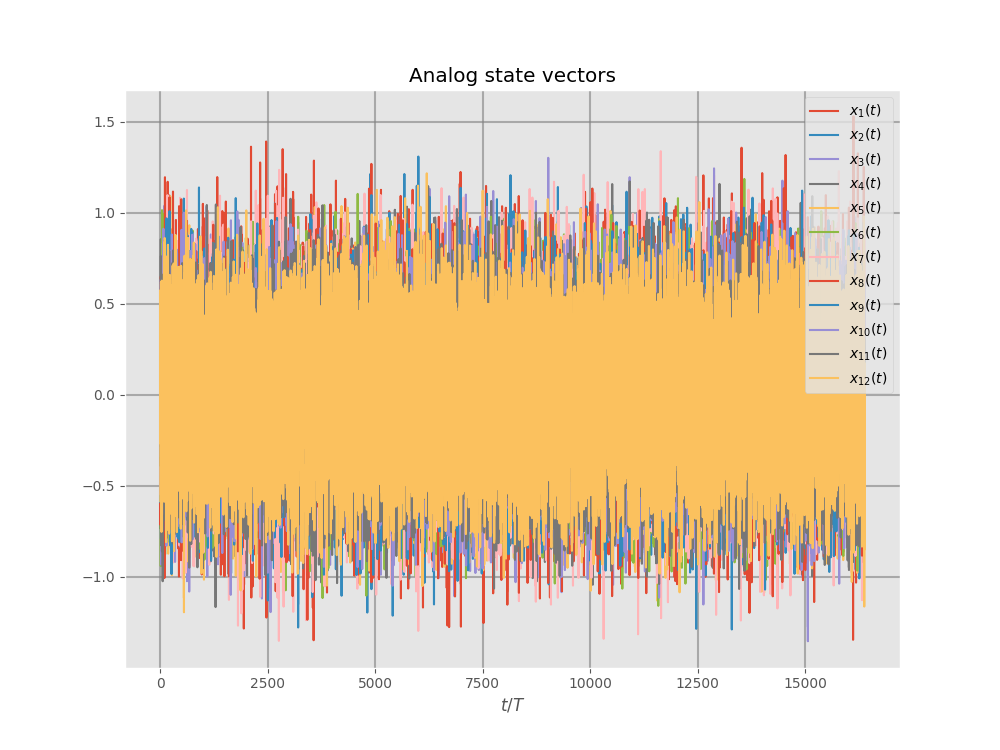 Analog state vectors
1.5
1.0
0.5
0.0
−0.5
−1.0
0
2500
5000
7500
10000
12500
15000
t/T
x₁(t)
x₂(t)
x₃(t)
x₄(t)
x₅(t)
x₆(t)
x₇(t)
x₈(t)
x₉(t)
x₁₀(t)
x₁₁(t)
x₁₂(t)